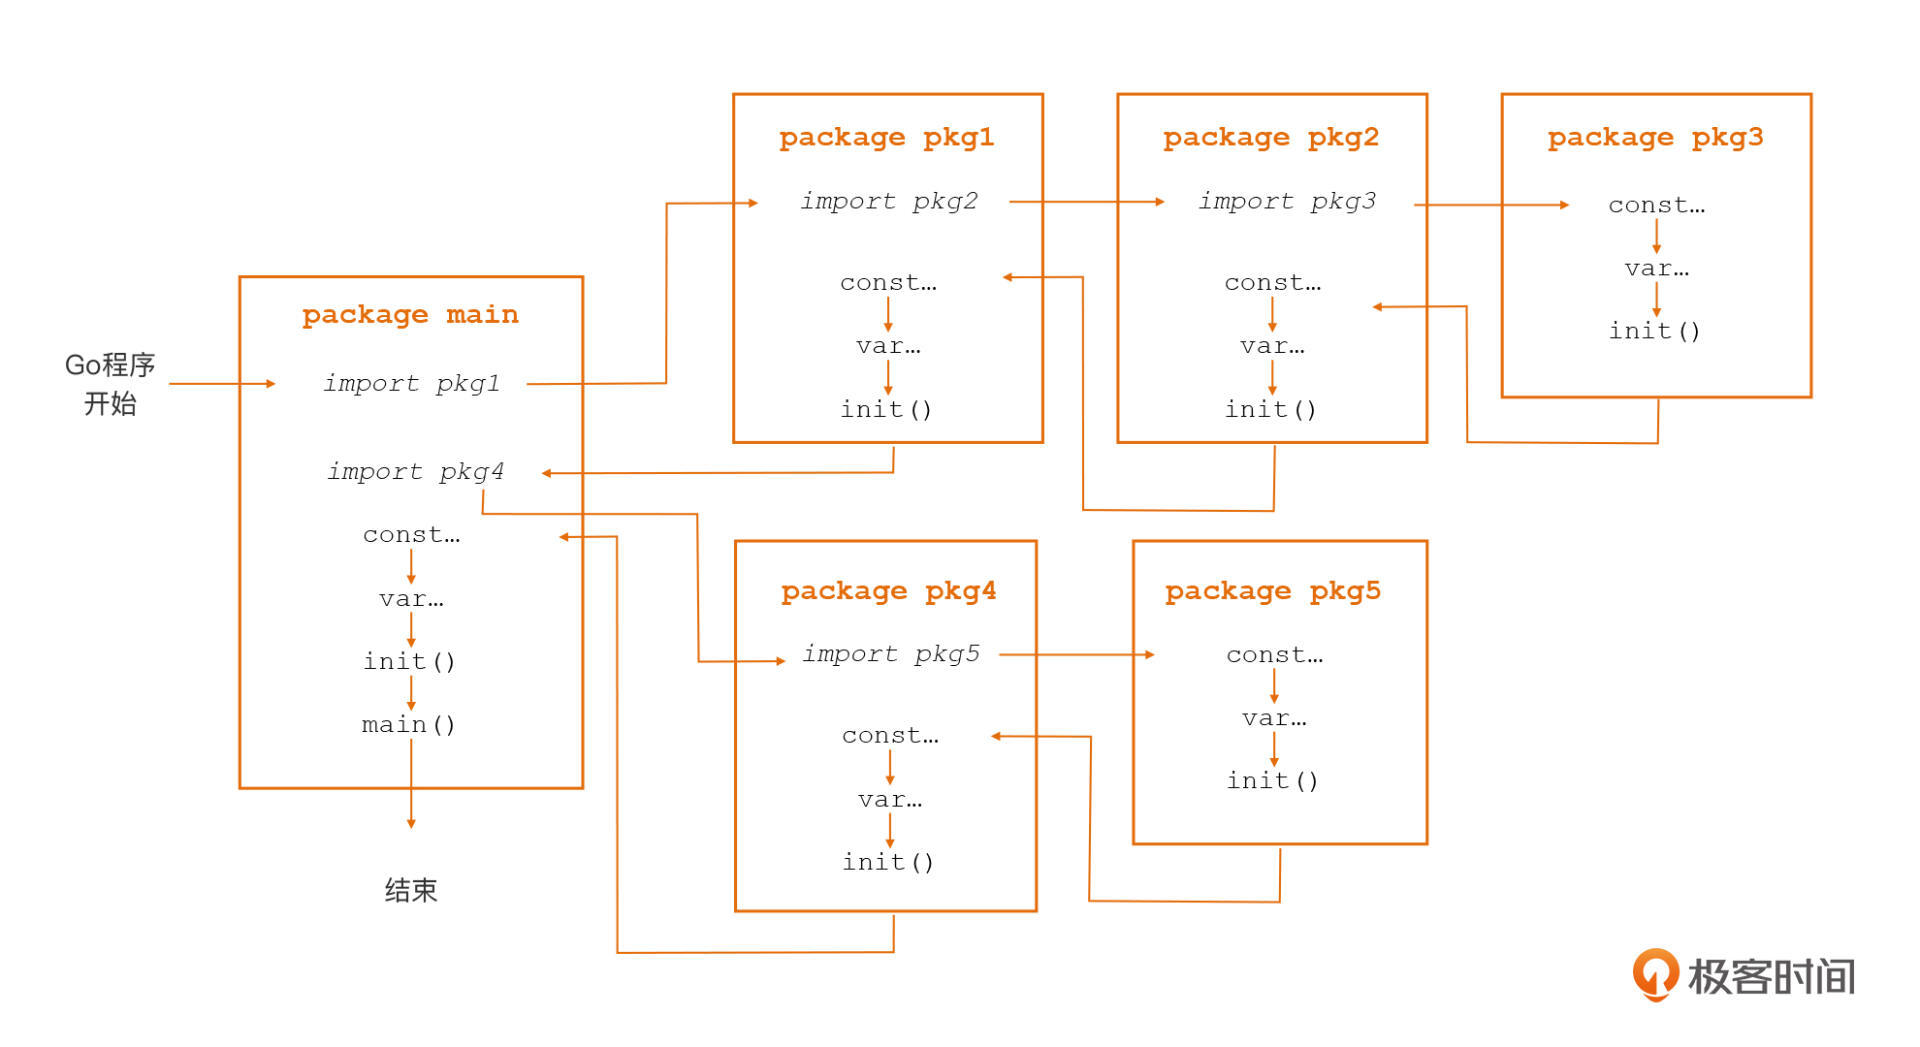 Go程序
开始
package main
import pkg1
import pkg4
const…
var…
init()
main()
结束
package pkg1
import pkg2
const…
var…
init()
package pkg2
import pkg3
const…
var…
init()
package pkg3
const…
var…
init()
package pkg4
import pkg5
const…
var…
init()
package pkg5
const…
var…
init()
极客时间